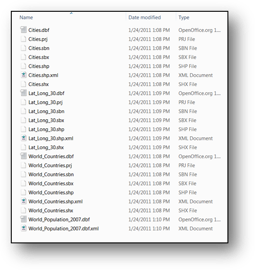 Name Date modified Type
Cities.dbf 1/24/2011 1:08 PM OpenOffice.org 1...
Cities.prj 1/24/2011 1:08 PM PRJ File
Cities.sbn 1/24/2011 1:08 PM SBN File
Cities.sbx 1/24/2011 1:08 PM SBX File
Cities.shp 1/24/2011 1:08 PM SHP File
Cities.shp.xml 1/24/2011 1:08 PM XML Document
Cities.shx 1/24/2011 1:08 PM SHX File
Lat_Long_30.dbf 1/24/2011 1:09 PM OpenOffice.org 1...
Lat_Long_30.prj 1/24/2011 1:08 PM PRJ File
Lat_Long_30.sbn 1/24/2011 1:08 PM SBN File
Lat_Long_30.sbx 1/24/2011 1:08 PM SBX File
Lat_Long_30.shp 1/24/2011 1:08 PM SHP File
Lat_Long_30.shp.xml 1/24/2011 1:08 PM XML Document
Lat_Long_30.shx 1/24/2011 1:08 PM SHX File
World_Countries.dbf 1/24/2011 1:08 PM OpenOffice.org 1...
World_Countries.prj 1/24/2011 1:08 PM PRJ File
World_Countries.sbn 1/24/2011 1:08 PM SBN File
World_Countries.sbx 1/24/2011 1:08 PM SBX File
World_Countries.shp 1/24/2011 1:08 PM SHP File
World_Countries.shp.xml 1/24/2011 1:08 PM XML Document
World_Countries.shx 1/24/2011 1:08 PM SHX File
World_Population_2007.dbf 1/24/2011 1:10 PM OpenOffice.org 1...
World_Population_2007.dbf.xml 1/24/2011 1:10 PM XML Document